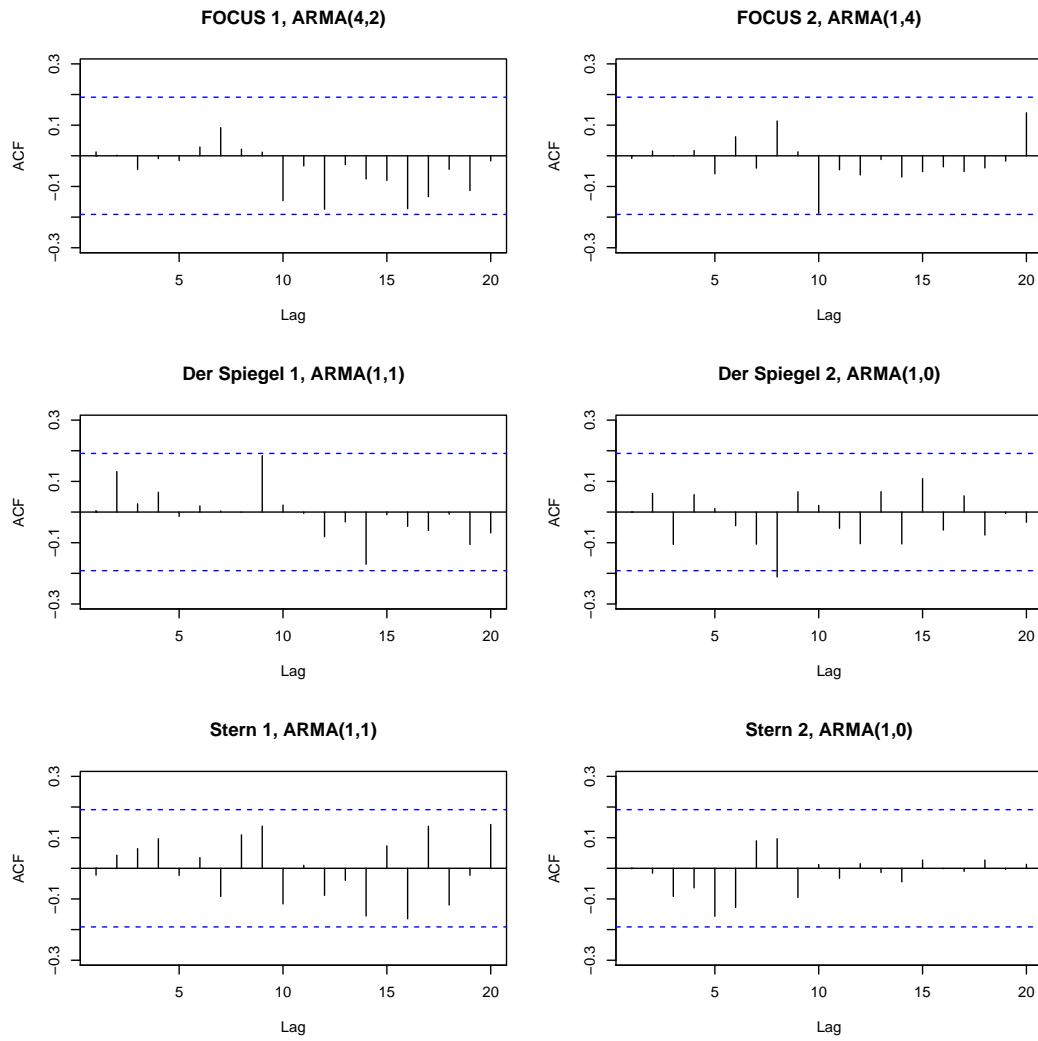 FOCUS 1, ARMA(4,2)
ACF
0.3
0.1
−0.1
−0.3
5
10
15
20
Lag
FOCUS 2, ARMA(1,4)
ACF
0.3
0.1
−0.1
−0.3
5
10
15
20
Lag
Der Spiegel 1, ARMA(1,1)
ACF
0.3
0.1
−0.1
−0.3
5
10
15
20
Lag
Der Spiegel 2, ARMA(1,0)
ACF
0.3
0.1
−0.1
−0.3
5
10
15
20
Lag
Stern 1, ARMA(1,1)
ACF
0.3
0.1
−0.1
−0.3
5
10
15
20
Lag
Stern 2, ARMA(1,0)
ACF
0.3
0.1
−0.1
−0.3
5
10
15
20
Lag